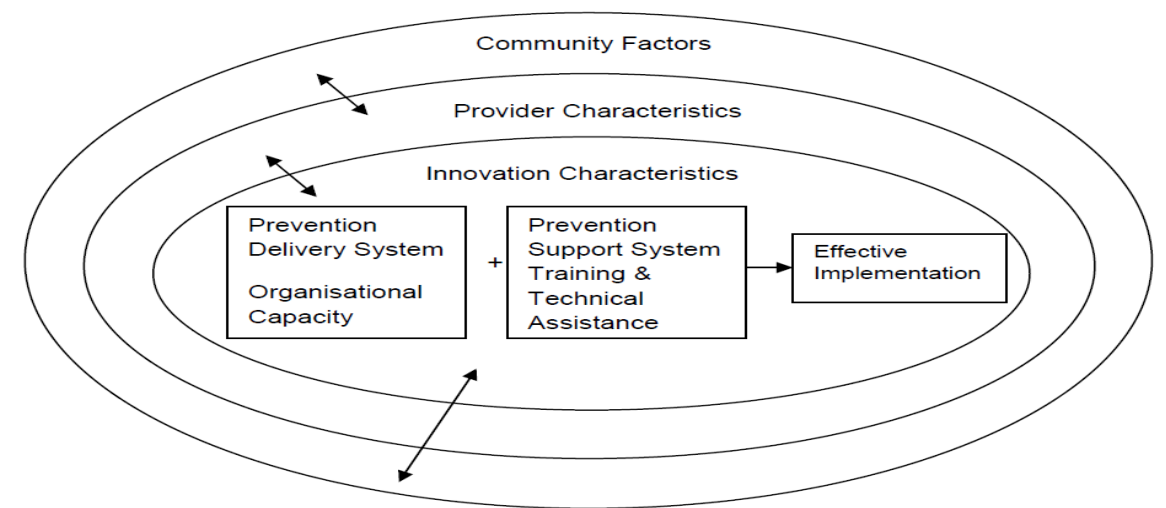 Community Factors
Provider Characteristics
Innovation Characteristics
Prevention
Delivery System
Organisational
Capacity
+
Prevention
Support System
Training &
Technical
Assistance
Effective
Implementation